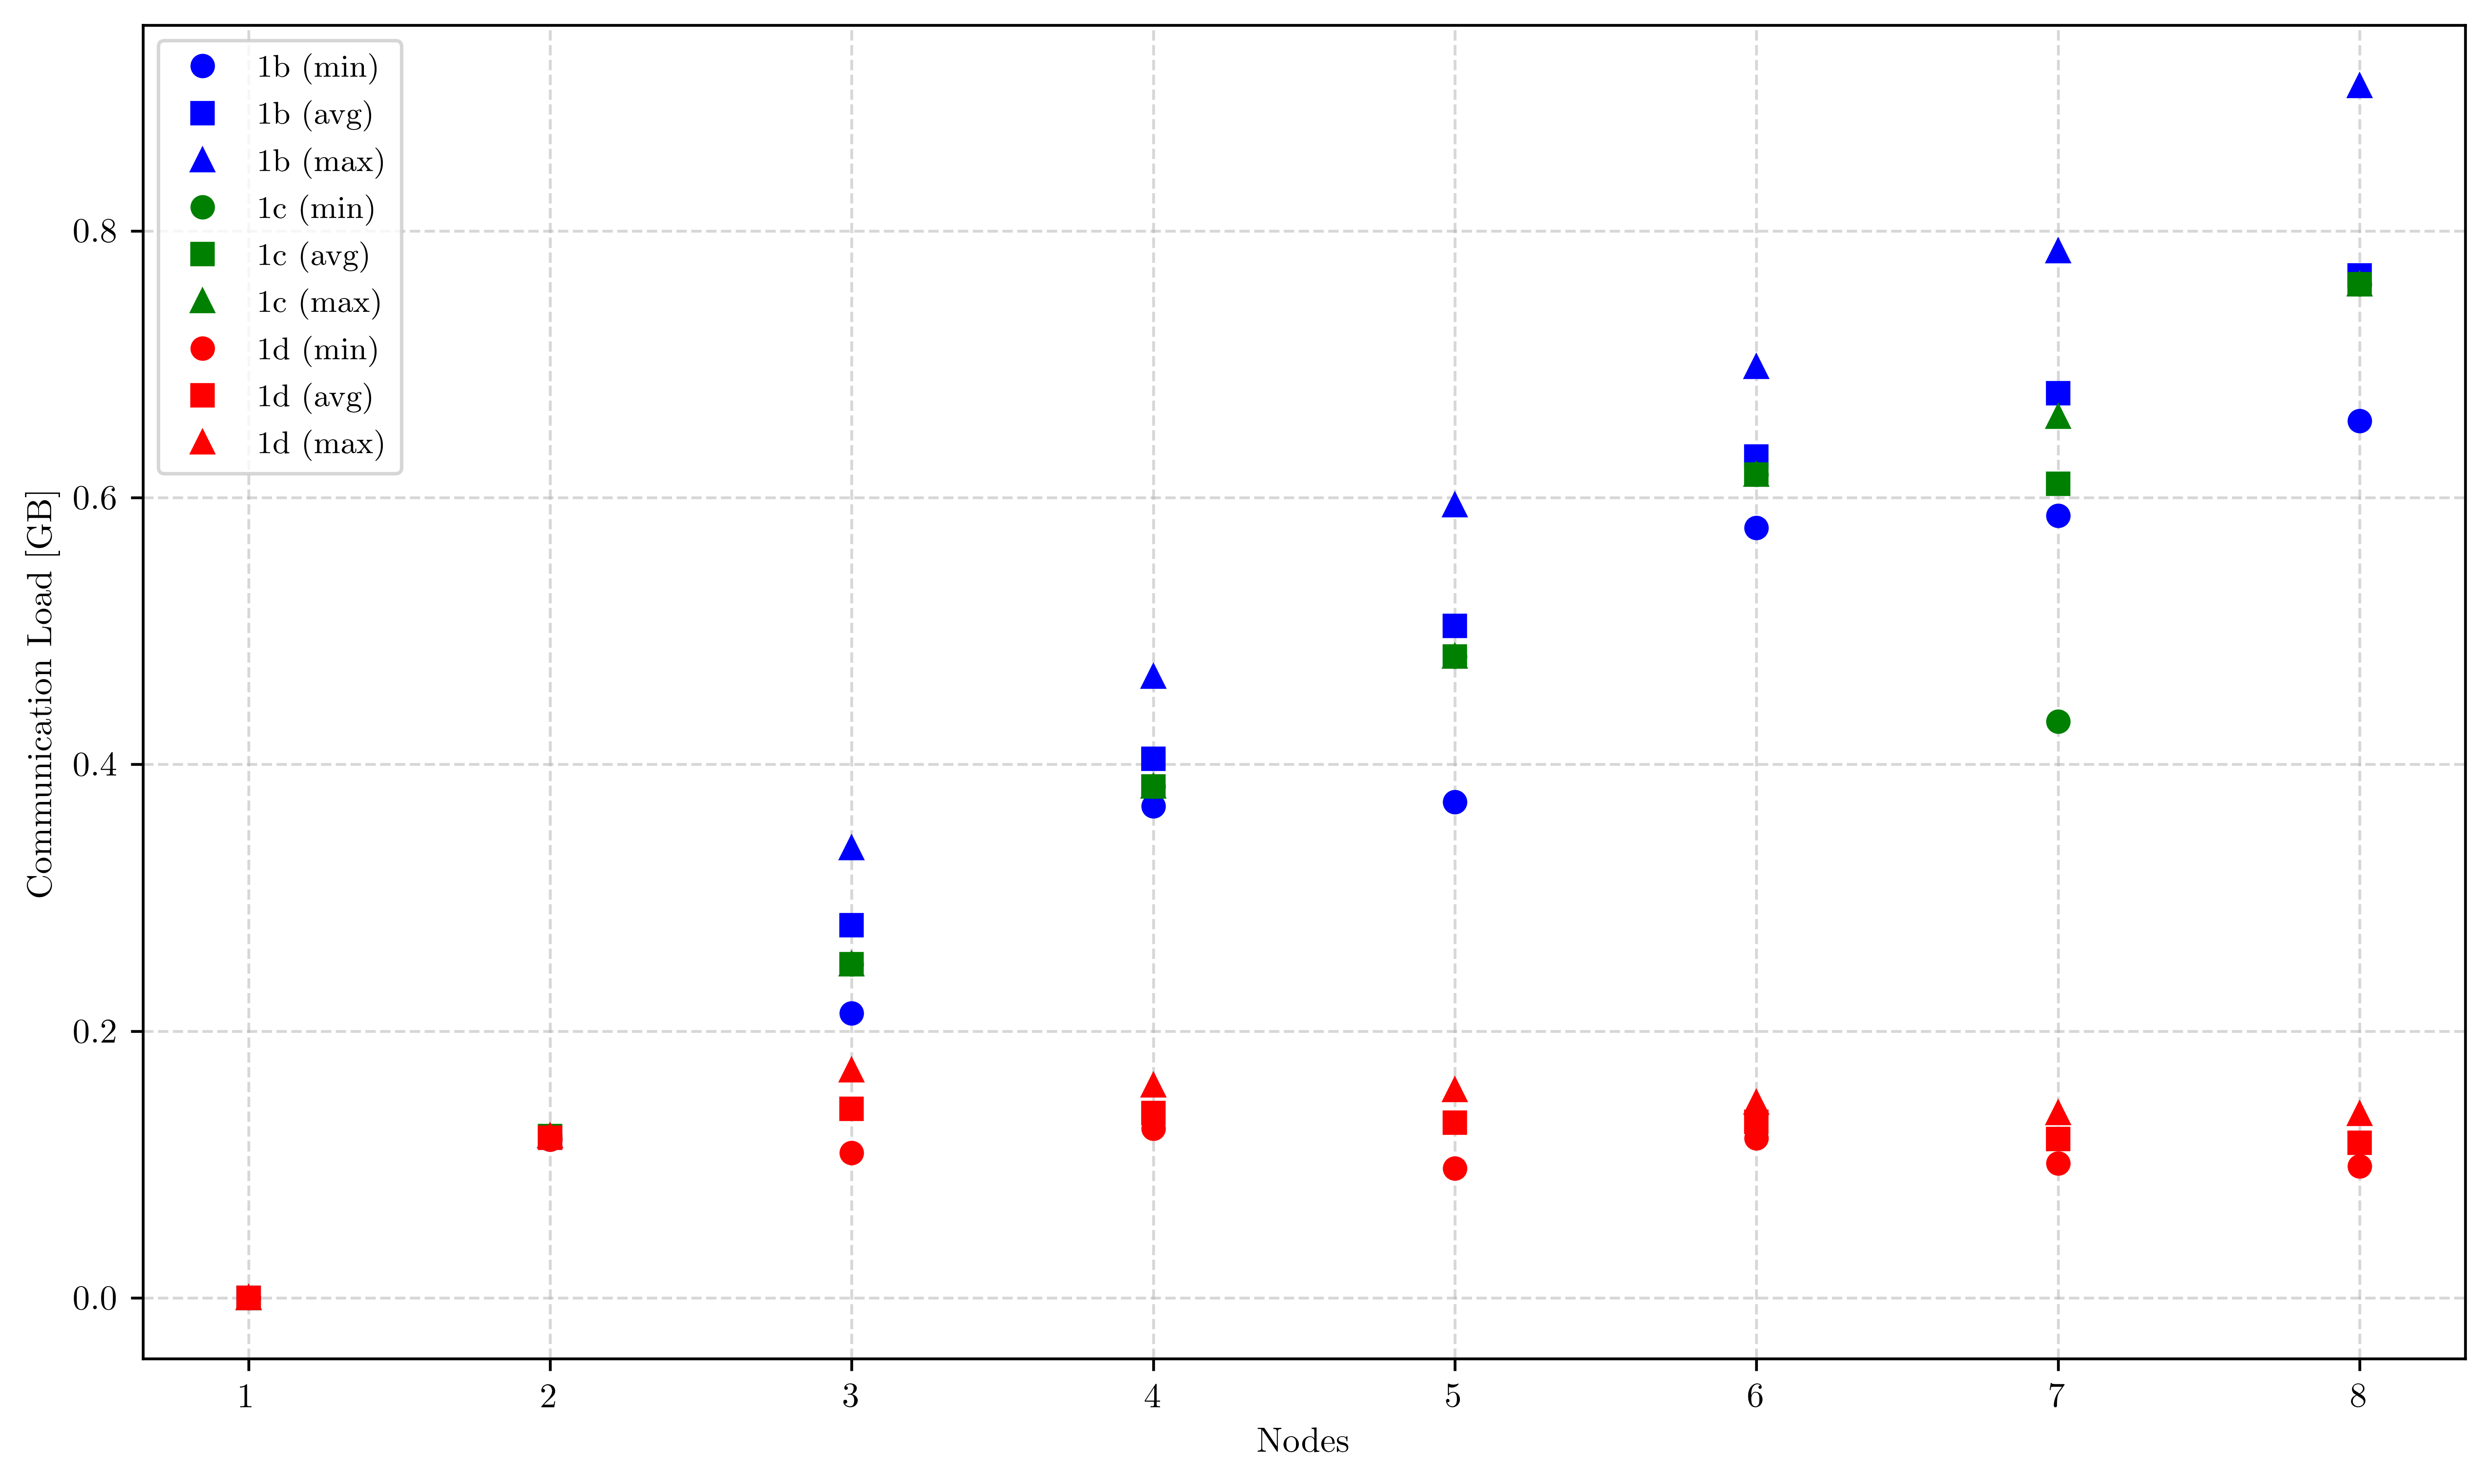 1b (min)
1b (avg)
1b (max)
1c (min)
1c (avg)
1c (max)
1d (min)
1d (avg)
1d (max)
Communication Load [GB]
0.8
0.6
0.4
0.2
0.0
1 2 3 4 5 6 7 8
Nodes